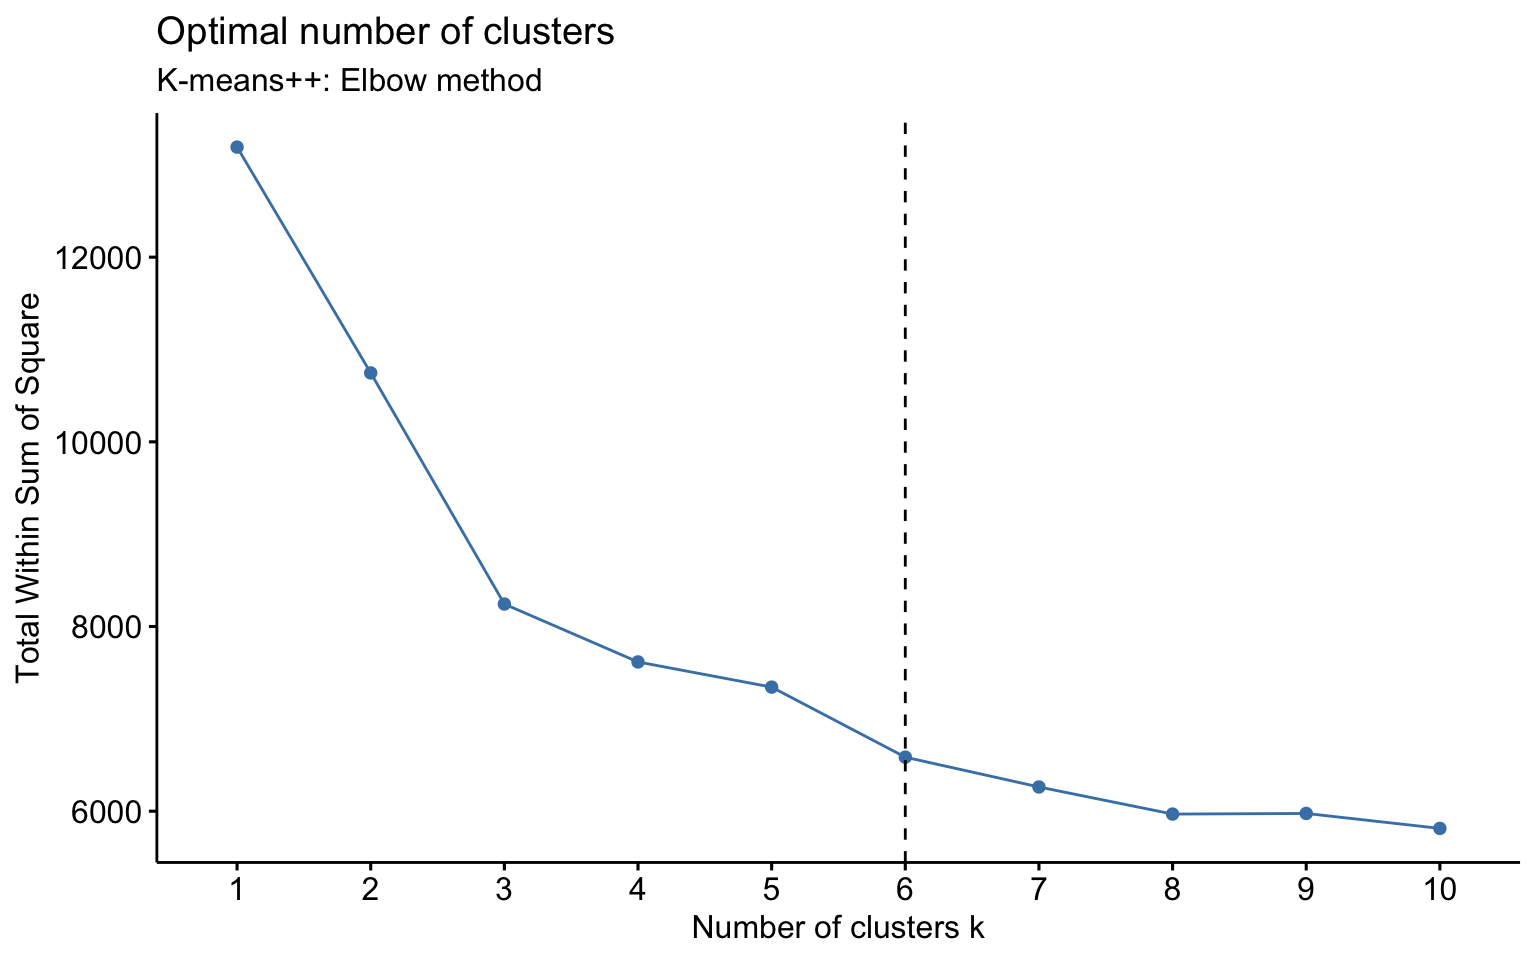 Optimal number of clusters
K-means++: Elbow method
Total Within Sum of Square
12000
10000
8000
6000
1 2 3 4 5 6 7 8 9 10
Number of clusters k